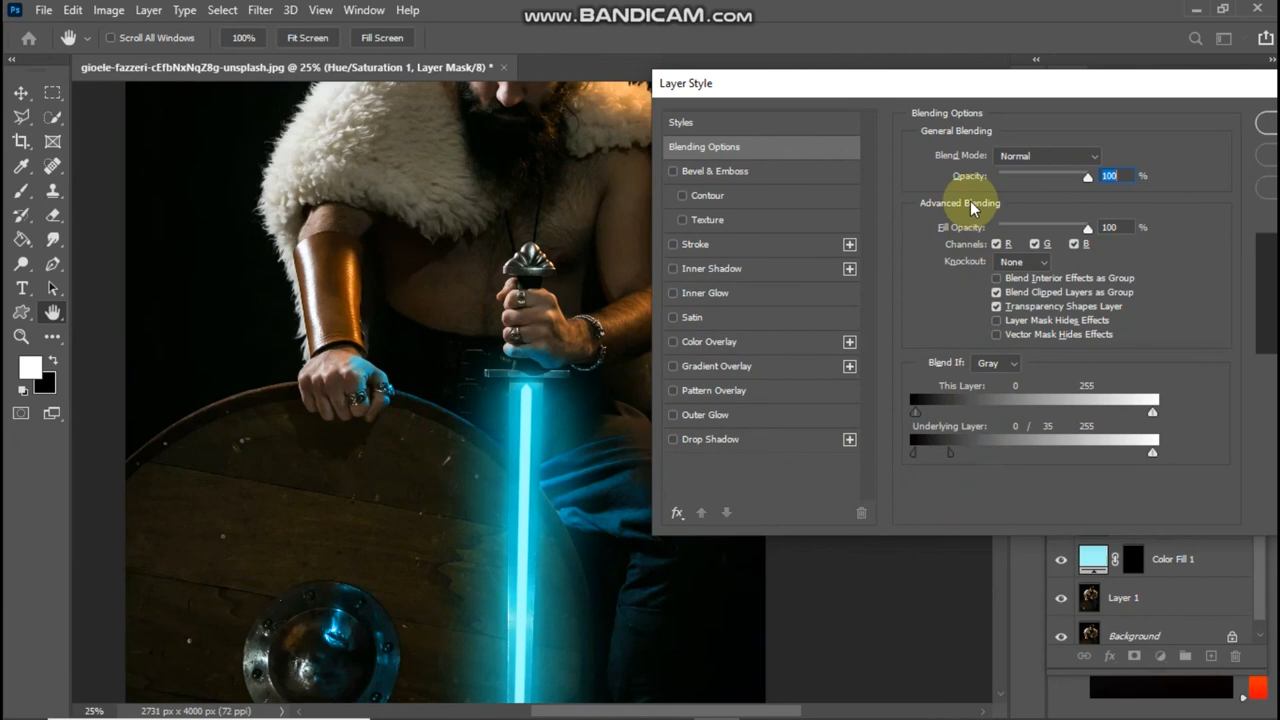 www.BANDICAM.com
Ps File Edit Image Layer Type Select Filter 3D View Window Help
Scroll All Windows 100% Fit Screen Fill Screen
gioele-fazzeri-cEfbNxNqZ8g-unsplash.jpg @ 25% (Hue/Saturation 1, Layer Mask/8) *
Layer Style
Styles
Blending Options
Bevel & Emboss
Contour
Texture
Stroke
Inner Shadow
Inner Glow
Satin
Color Overlay
Gradient Overlay
Pattern Overlay
Outer Glow
Drop Shadow
fx
Blending Options
General Blending
Blend Mode: Normal
Opacity: 100 %
Advanced Blending
Fill Opacity: 100 %
Channels: R G B
Knockout: None
Blend Interior Effects as Group
Blend Clipped Layers as Group
Transparency Shapes Layer
Layer Mask Hides Effects
Vector Mask Hides Effects
Blend If: Gray
This Layer: 0 255
Underlying Layer: 0 / 35 255
Color Fill 1
Layer 1
Background
fx
25% 2731 px x 4000 px (72 ppi)